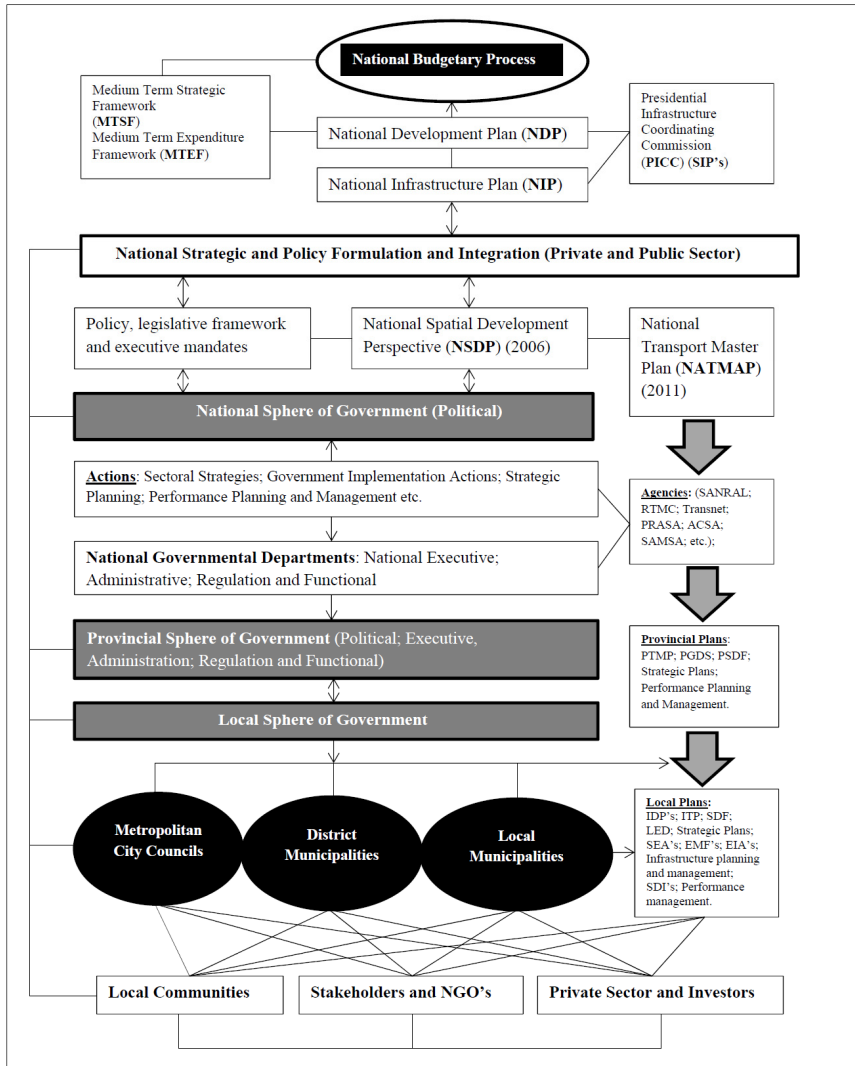 National Budgetary Process
Medium Term Strategic
Framework
(MTSF)
Medium Term Expenditure
Framework (MTEF)
National Development Plan (NDP)
National Infrastructure Plan (NIP)
Presidential
Infrastructure
Coordinating
Commission
(PICC) (SIP's)
National Strategic and Policy Formulation and Integration (Private and Public Sector)
Policy, legislative framework
and executive mandates
National Spatial Development
Perspective (NSDP) (2006)
National
Transport Master
Plan (NATMAP)
(2011)
National Sphere of Government (Political)
Actions: Sectoral Strategies; Government Implementation Actions; Strategic
Planning; Performance Planning and Management etc.
Agencies: (SANRAL;
RTMC; Transnet;
PRASA; ACSA;
SAMSA; etc.);
National Governmental Departments: National Executive;
Administrative; Regulation and Functional
Provincial Sphere of Government (Political; Executive,
Administration; Regulation and Functional)
Provincial Plans:
PTMP; PGDS; PSDF;
Strategic Plans;
Performance Planning
and Management.
Local Sphere of Government
Metropolitan
City Councils
District
Municipalities
Local
Municipalities
Local Plans:
IDP's; ITP; SDF;
LED; Strategic Plans;
SEA's; EMF's; EIA's;
Infrastructure planning
and management;
SDI's; Performance
management.
Local Communities
Stakeholders and NGO's
Private Sector and Investors